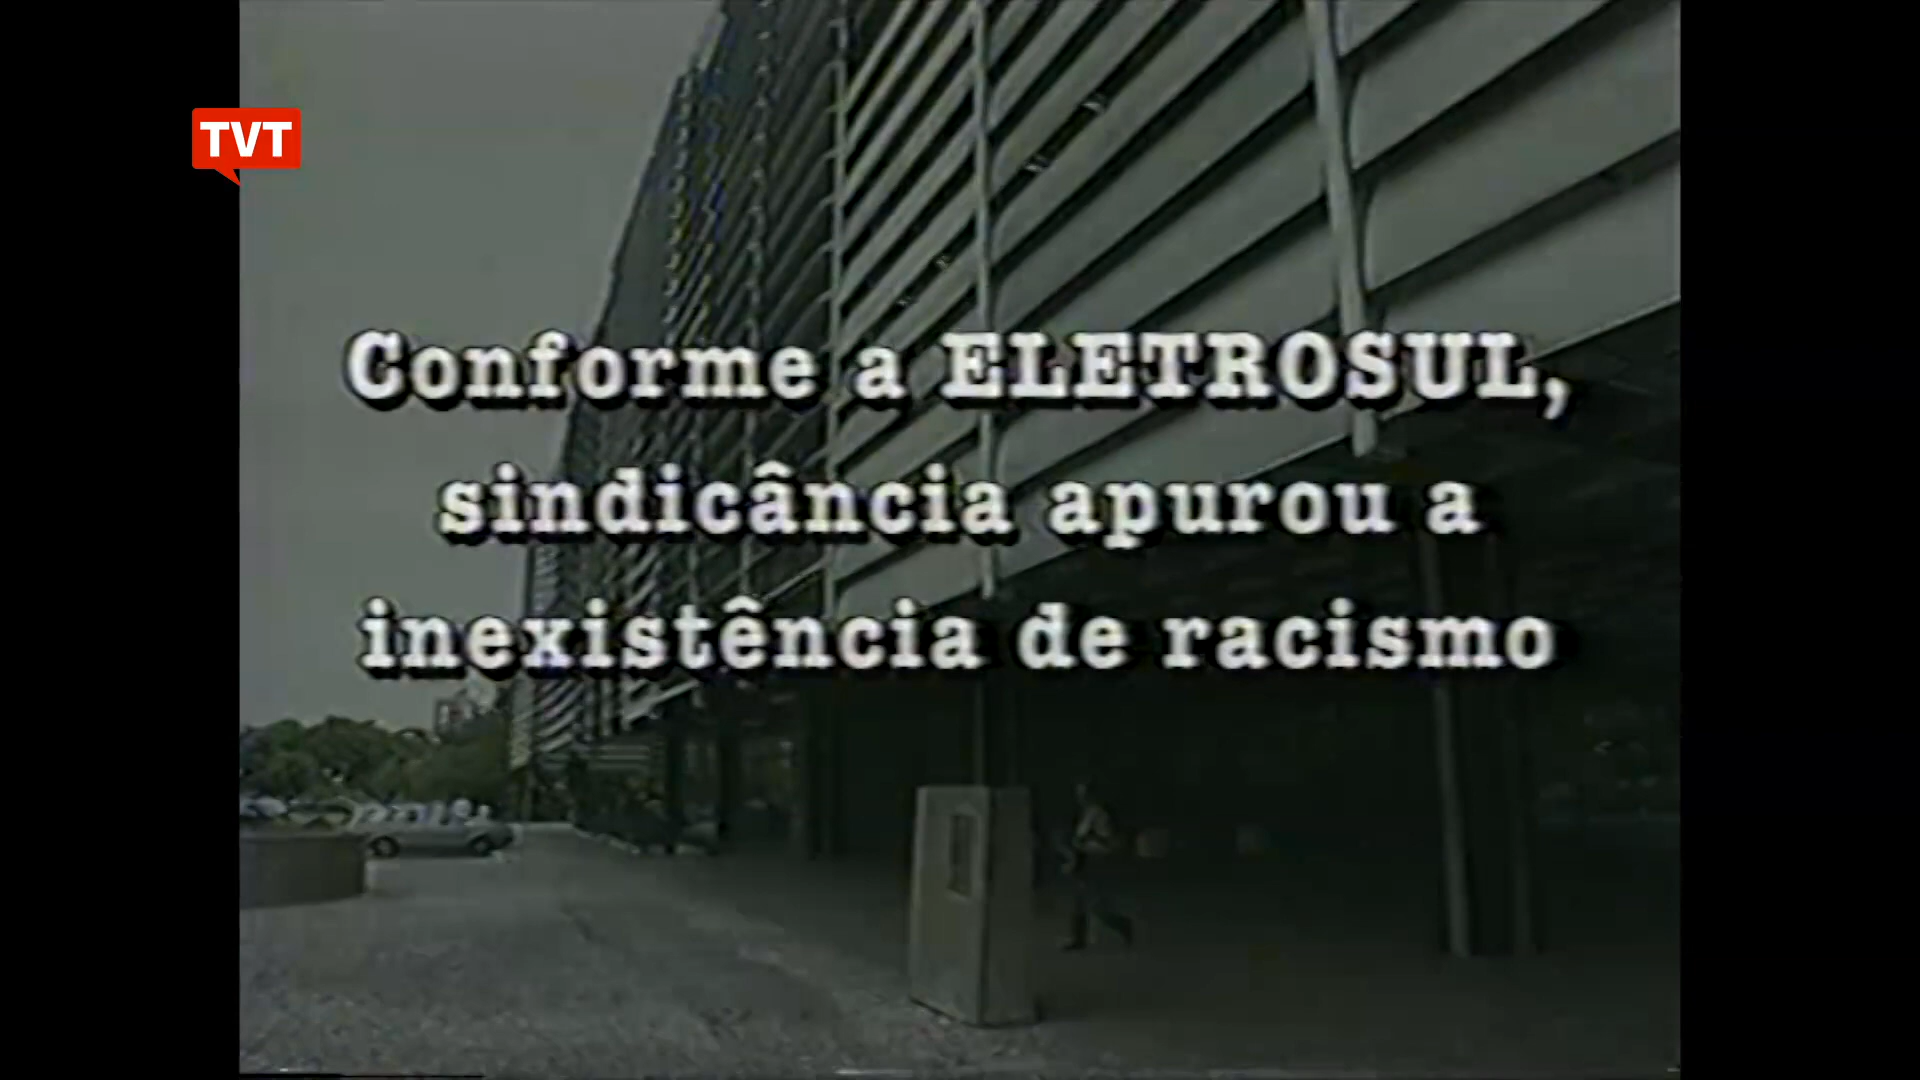 TVT
Conforme a ELETROSUL,
sindicância apurou a
inexistência de racismo